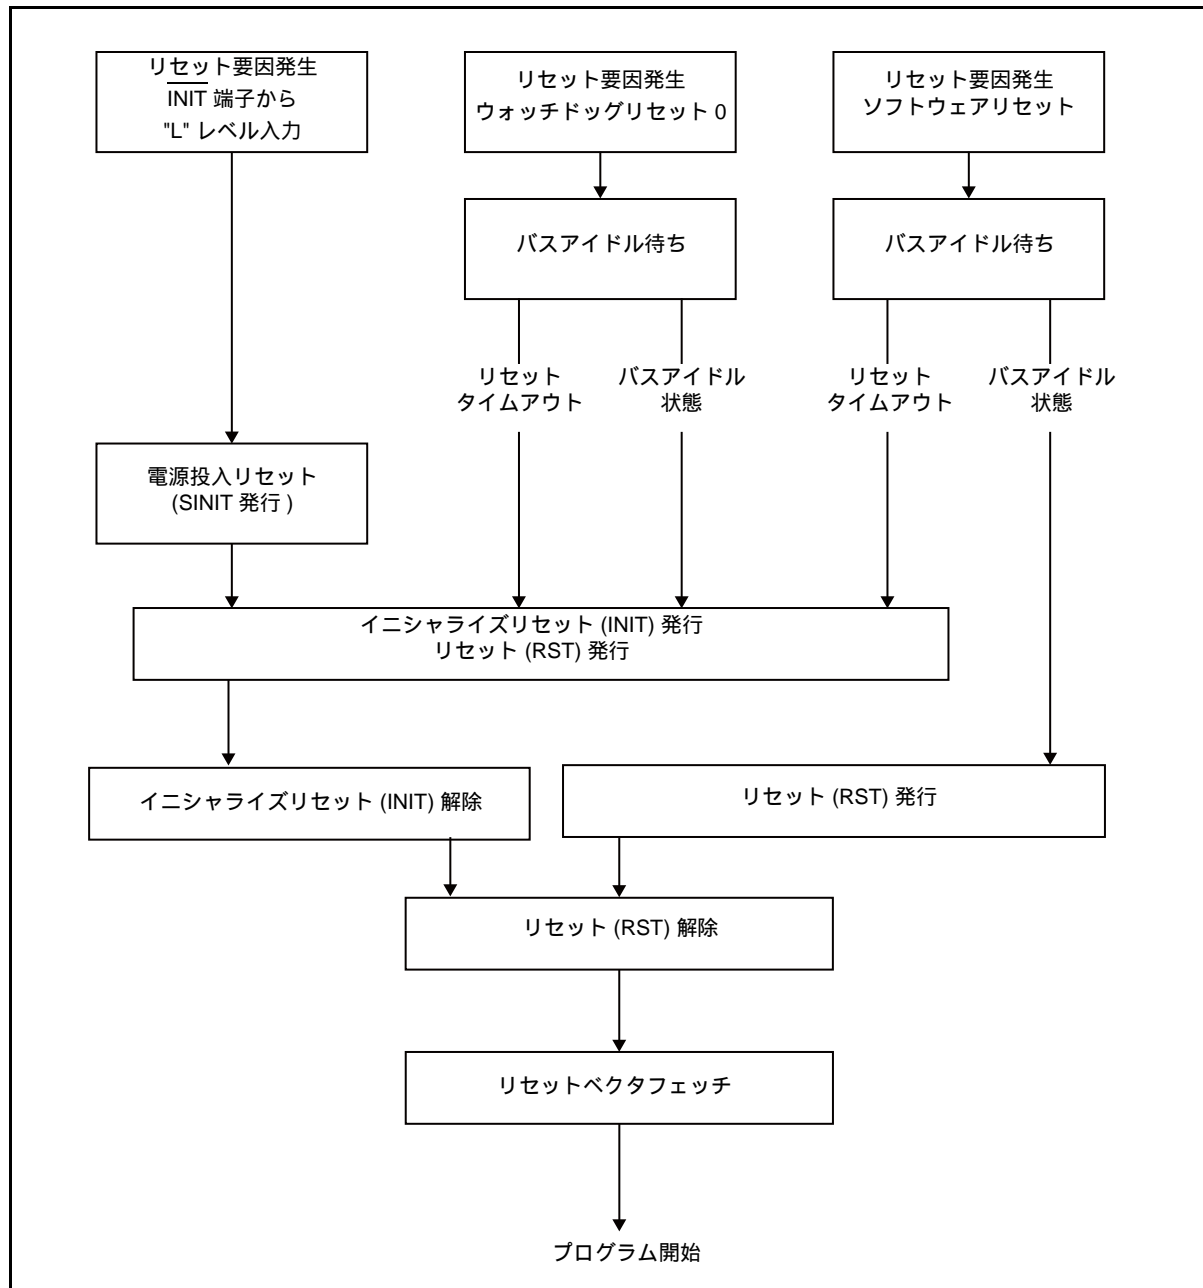 リセット要因発生
INIT 端子から
"L" レベル入力
リセット要因発生
ウォッチドッグリセット 0
リセット要因発生
ソフトウェアリセット
バスアイドル待ち
バスアイドル待ち
リセット
タイムアウト
バスアイドル
状態
リセット
タイムアウト
バスアイドル
状態
電源投入リセット
(SINIT 発行 )
イニシャライズリセット (INIT) 発行
リセット (RST) 発行
イニシャライズリセット (INIT) 解除
リセット (RST) 発行
リセット (RST) 解除
リセットベクタフェッチ
プログラム開始